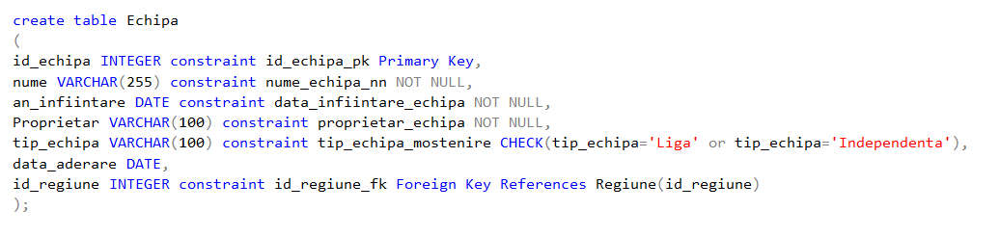 create table Echipa
(
id_echipa INTEGER constraint id_echipa_pk Primary Key,
nume VARCHAR(255) constraint nume_echipa_nn NOT NULL,
an_infiintare DATE constraint data_infiintare_echipa NOT NULL,
Proprietar VARCHAR(100) constraint proprietar_echipa NOT NULL,
tip_echipa VARCHAR(100) constraint tip_echipa_mostenire CHECK(tip_echipa='Liga' or tip_echipa='Independenta'),
data_aderare DATE,
id_regiune INTEGER constraint id_regiune_fk Foreign Key References Regiune(id_regiune)
);